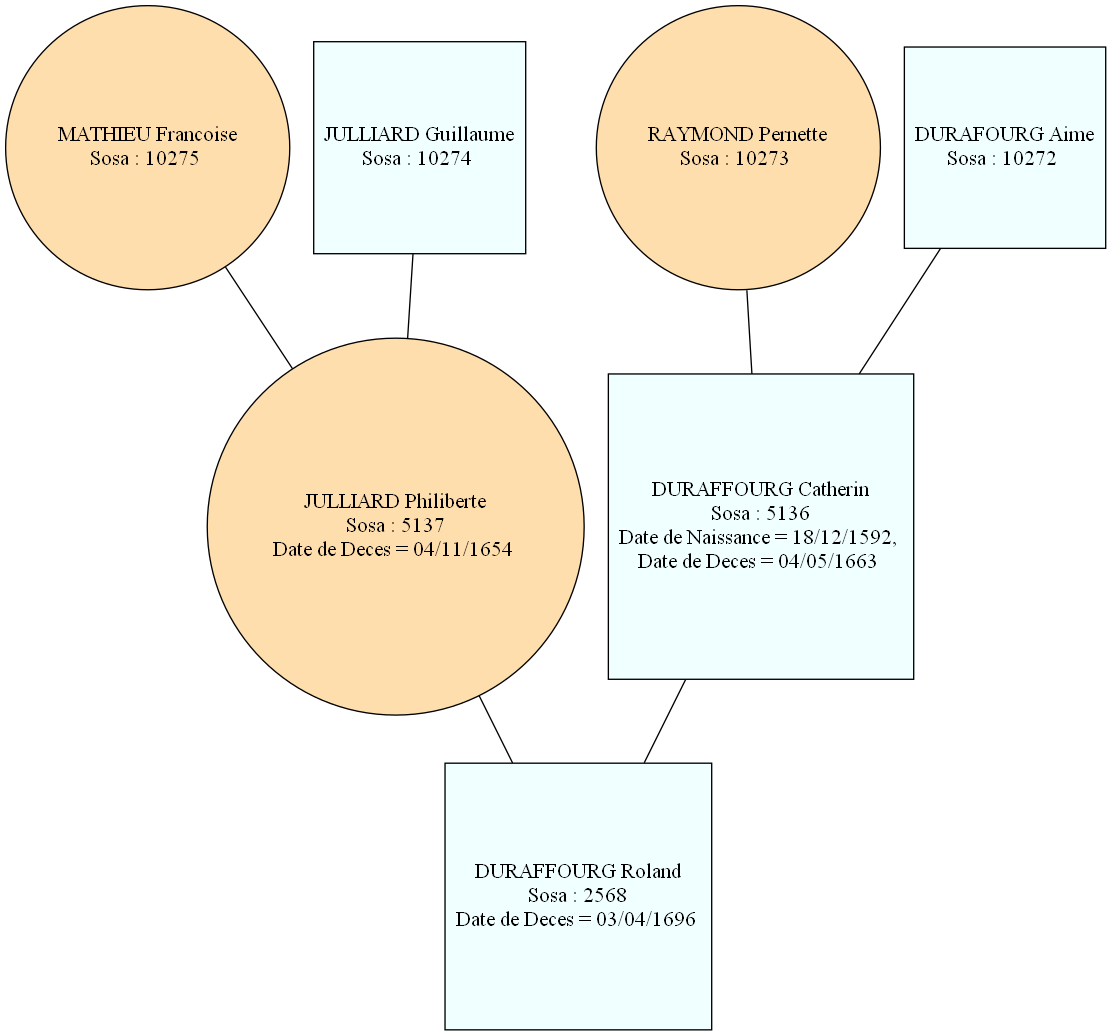 MATHIEU Francoise
Sosa : 10275
JULLIARD Guillaume
Sosa : 10274
RAYMOND Pernette
Sosa : 10273
DURAFOURG Aime
Sosa : 10272
JULLIARD Philiberte
Sosa : 5137
Date de Deces = 04/11/1654
DURAFFOURG Catherin
Sosa : 5136
Date de Naissance = 18/12/1592,
Date de Deces = 04/05/1663
DURAFFOURG Roland
Sosa : 2568
Date de Deces = 03/04/1696